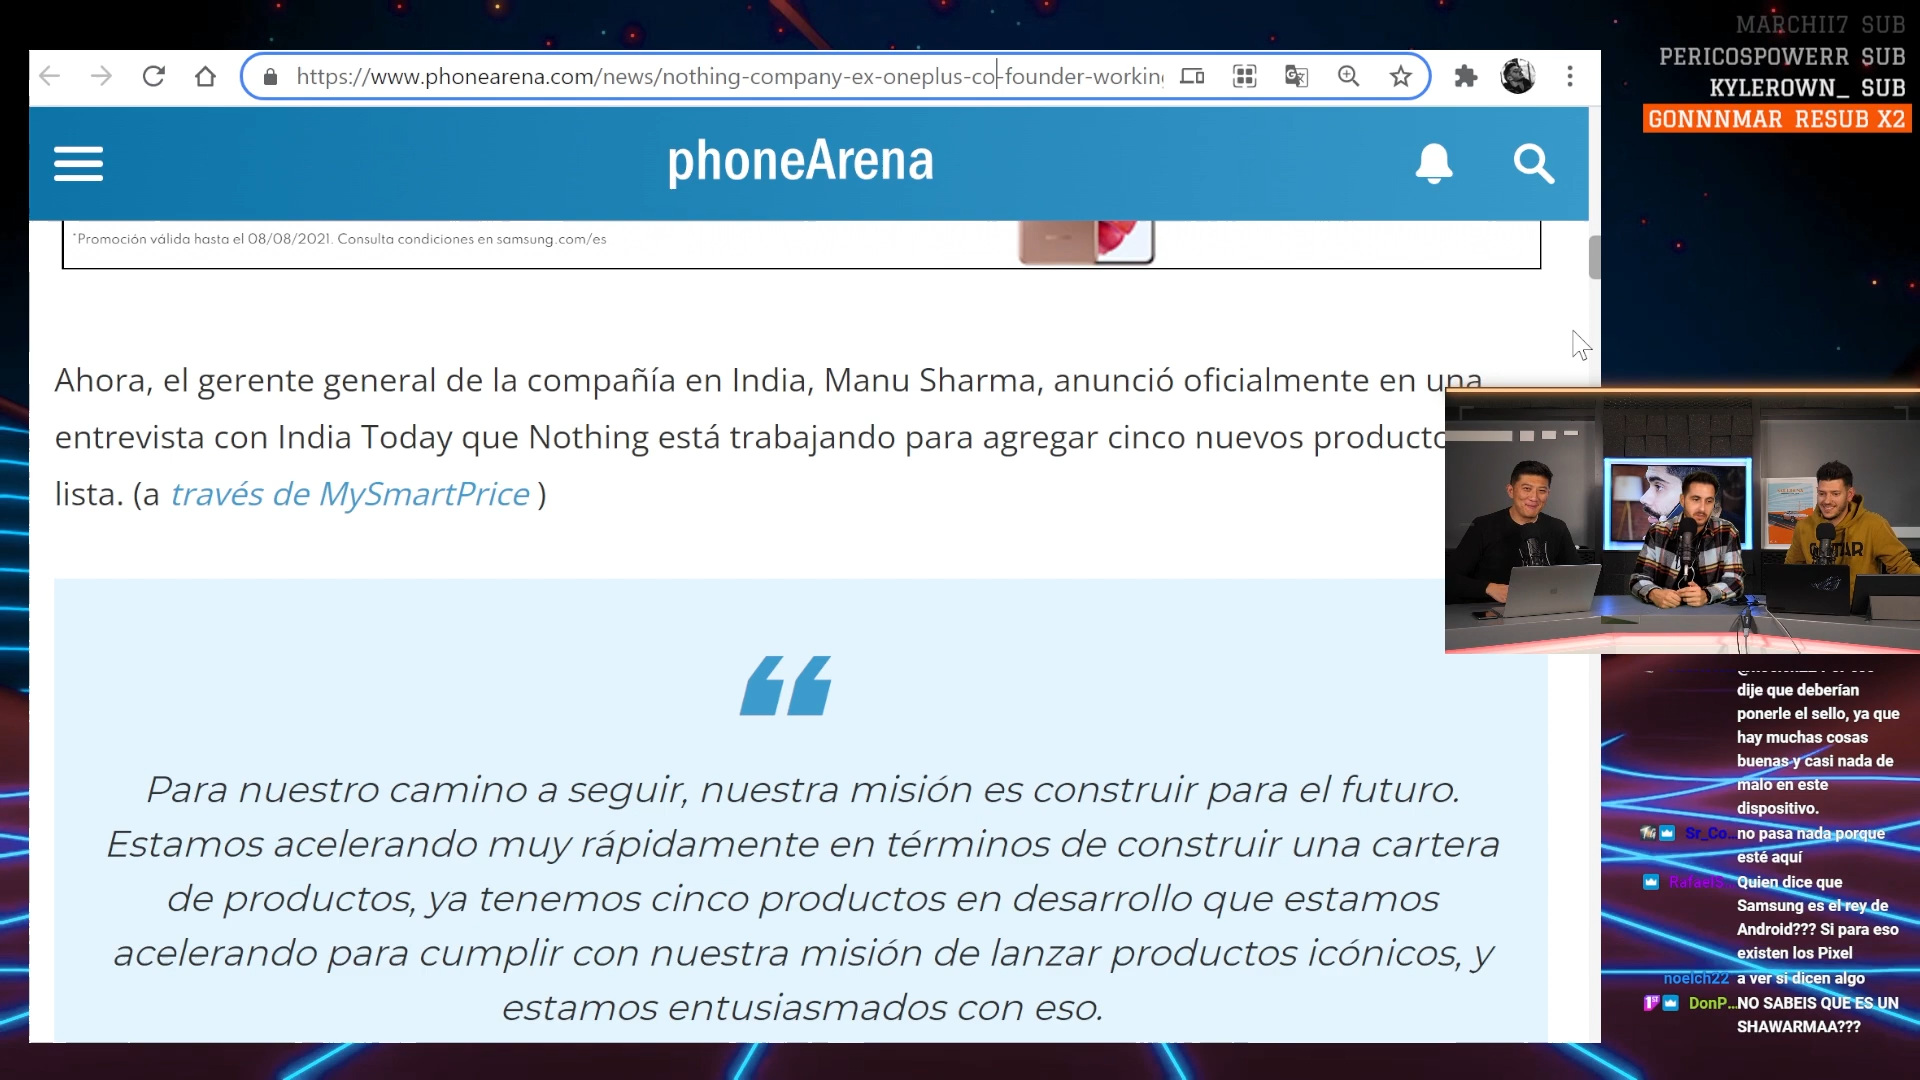 MARCHII7 SUB
PERICOSPOWERR SUB
KYLEROWN_ SUB
GONNNMAR RESUB X2
https://www.phonearena.com/news/nothing-company-ex-oneplus-co-founder-working
phoneArena
*Promoción válida hasta el 08/08/2021. Consulta condiciones en samsung.com/es
Ahora, el gerente general de la compañía en India, Manu Sharma, anunció oficialmente en una
entrevista con India Today que Nothing está trabajando para agregar cinco nuevos producto
lista. (a través de MySmartPrice )
“
Para nuestro camino a seguir, nuestra misión es construir para el futuro.
Estamos acelerando muy rápidamente en términos de construir una cartera
de productos, ya tenemos cinco productos en desarrollo que estamos
acelerando para cumplir con nuestra misión de lanzar productos icónicos, y
estamos entusiasmados con eso.
dije que deberían
ponerle el sello, ya que
hay muchas cosas
buenas y casi nada de
malo en este
dispositivo.
Sr_Co... no pasa nada porque
esté aquí
RafaelS... Quien dice que
Samsung es el rey de
Android??? Si para eso
existen los Pixel
noelch22 a ver si dicen algo
DonP... NO SABEIS QUE ES UN
SHAWARMAA???